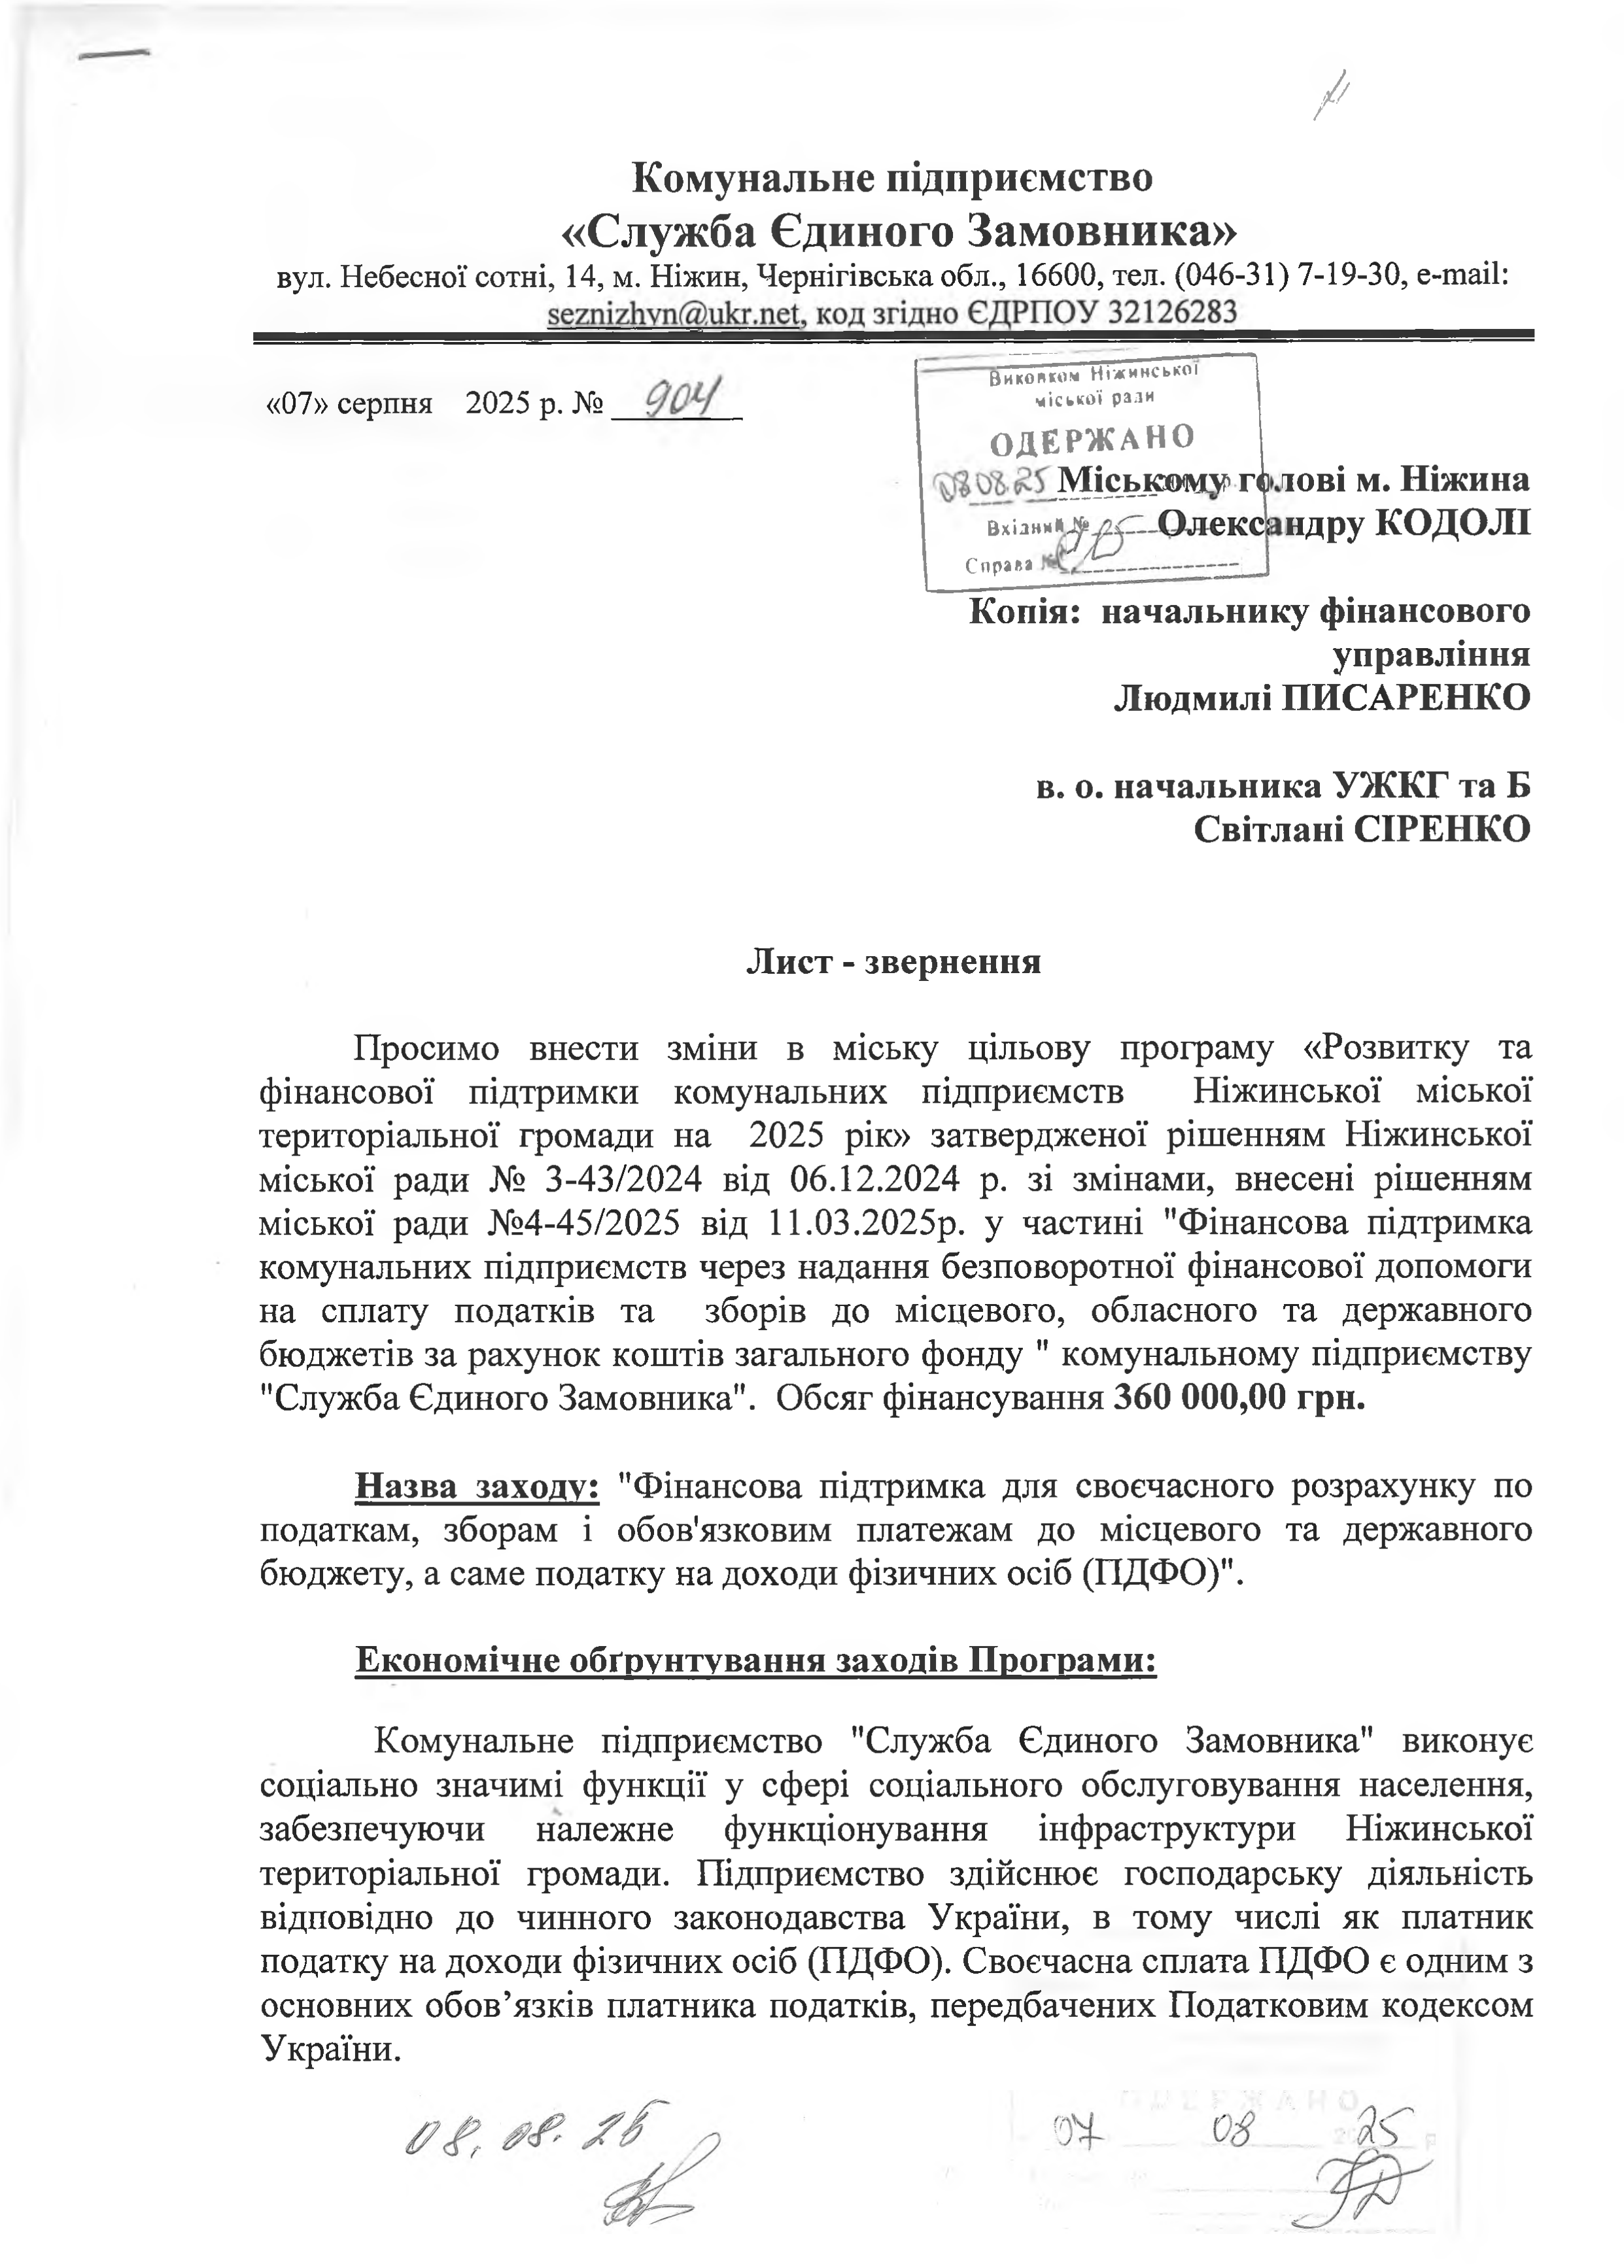 Комунальне підприємство
«Служба Єдиного Замовника»
вул. Небесної сотні, 14, м. Ніжин, Чернігівська обл., 16600, тел. (046-31) 7-19-30, e-mail:
seznizhyn@ukr.net, код згідно ЄДРПОУ 32126283
«07» серпня 2025 р. № 904
Виконком Ніжинської
міської ради
ОДЕРЖАНО
08 08 25
Вхідний №
Справа №
Міському голові м. Ніжина
Олександру КОДОЛІ
Копія: начальнику фінансового
управління
Людмилі ПИСАРЕНКО
в. о. начальника УЖКГ та Б
Світлані СІРЕНКО
Лист - звернення
Просимо внести зміни в міську цільову програму «Розвитку та
фінансової підтримки комунальних підприємств Ніжинської міської
територіальної громади на 2025 рік» затвердженої рішенням Ніжинської
міської ради № 3-43/2024 від 06.12.2024 р. зі змінами, внесені рішенням
міської ради №4-45/2025 від 11.03.2025р. у частині "Фінансова підтримка
комунальних підприємств через надання безповоротної фінансової допомоги
на сплату податків та зборів до місцевого, обласного та державного
бюджетів за рахунок коштів загального фонду " комунальному підприємству
"Служба Єдиного Замовника". Обсяг фінансування 360 000,00 грн.
Назва заходу: "Фінансова підтримка для своєчасного розрахунку по
податкам, зборам і обов'язковим платежам до місцевого та державного
бюджету, а саме податку на доходи фізичних осіб (ПДФО)".
Економічне обґрунтування заходів Програми:
Комунальне підприємство "Служба Єдиного Замовника" виконує
соціально значимі функції у сфері соціального обслуговування населення,
забезпечуючи належне функціонування інфраструктури Ніжинської
територіальної громади. Підприємство здійснює господарську діяльність
відповідно до чинного законодавства України, в тому числі як платник
податку на доходи фізичних осіб (ПДФО). Своєчасна сплата ПДФО є одним з
основних обов’язків платника податків, передбачених Податковим кодексом
України.
08.08.25
ОДЕРЖАНО
07 08 25